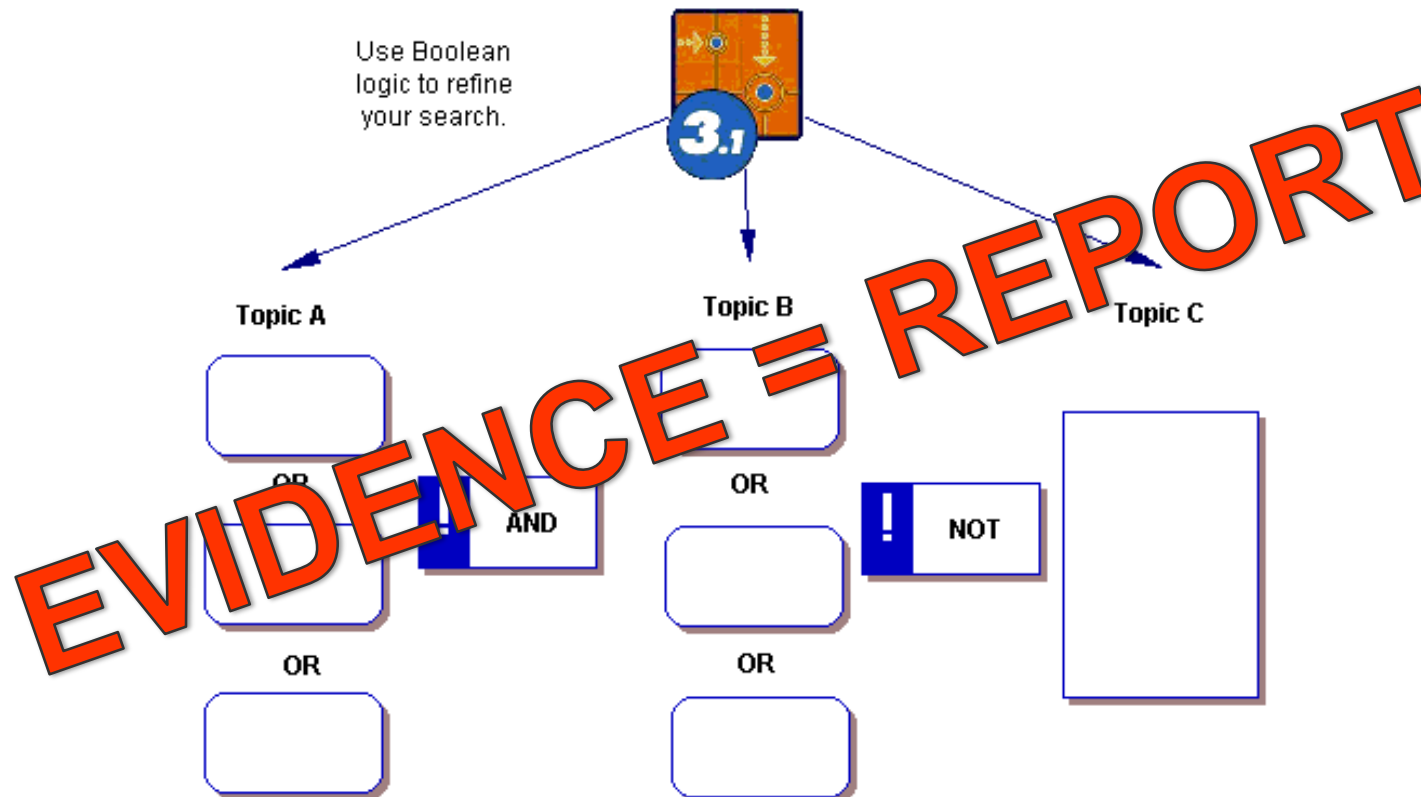 Use Boolean
logic to refine
your search.
3.1
Topic A
Topic B
Topic C
EVIDENCE = REPORT
OR
!
AND
OR
!
NOT
OR
OR